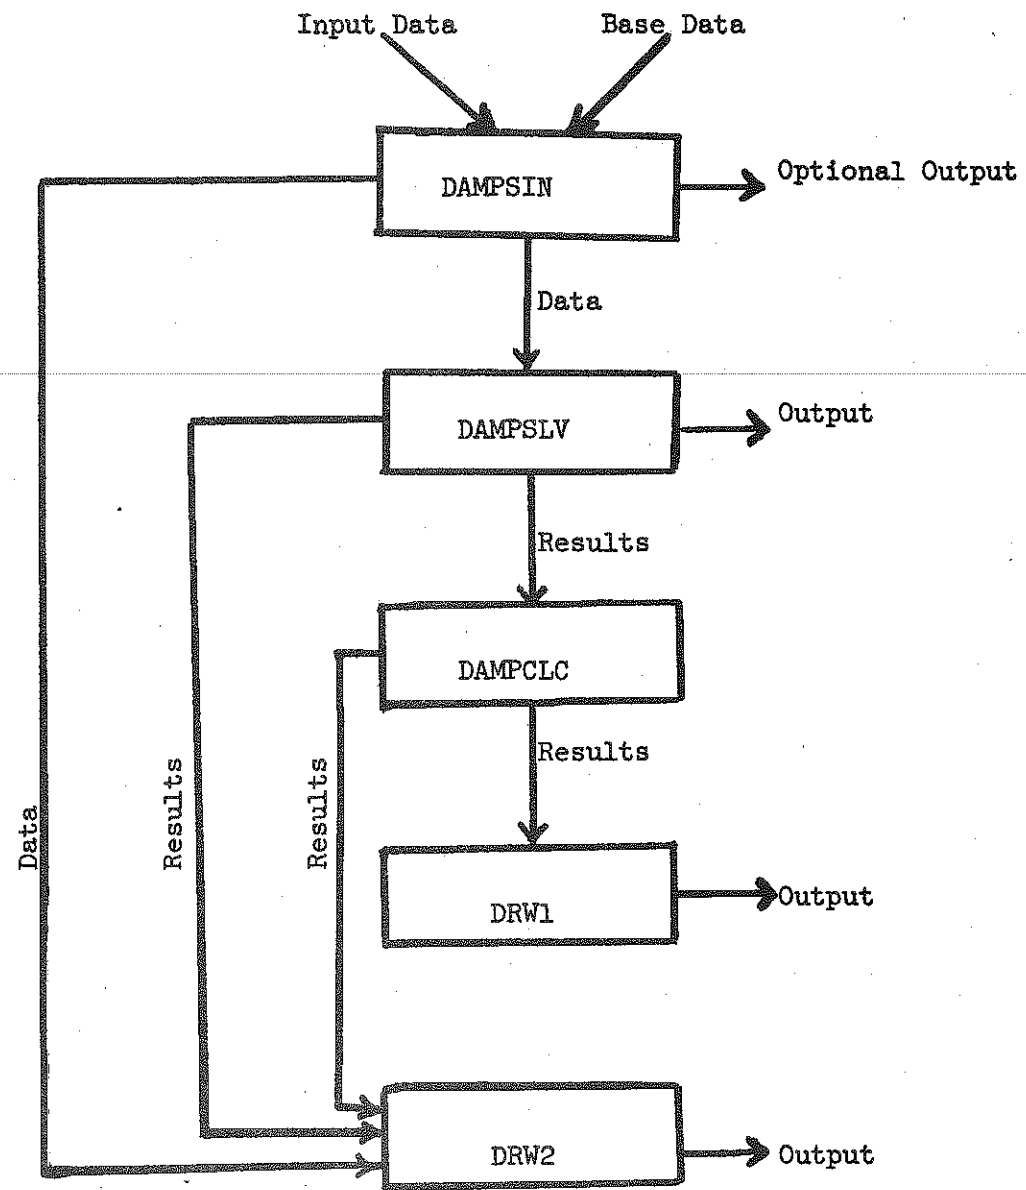 Input Data
Base Data
DAMPSIN
Optional Output
Data
DAMPSLV
Output
Results
DAMPCLC
Results
Data
Results
Results
DRW1
Output
DRW2
Output